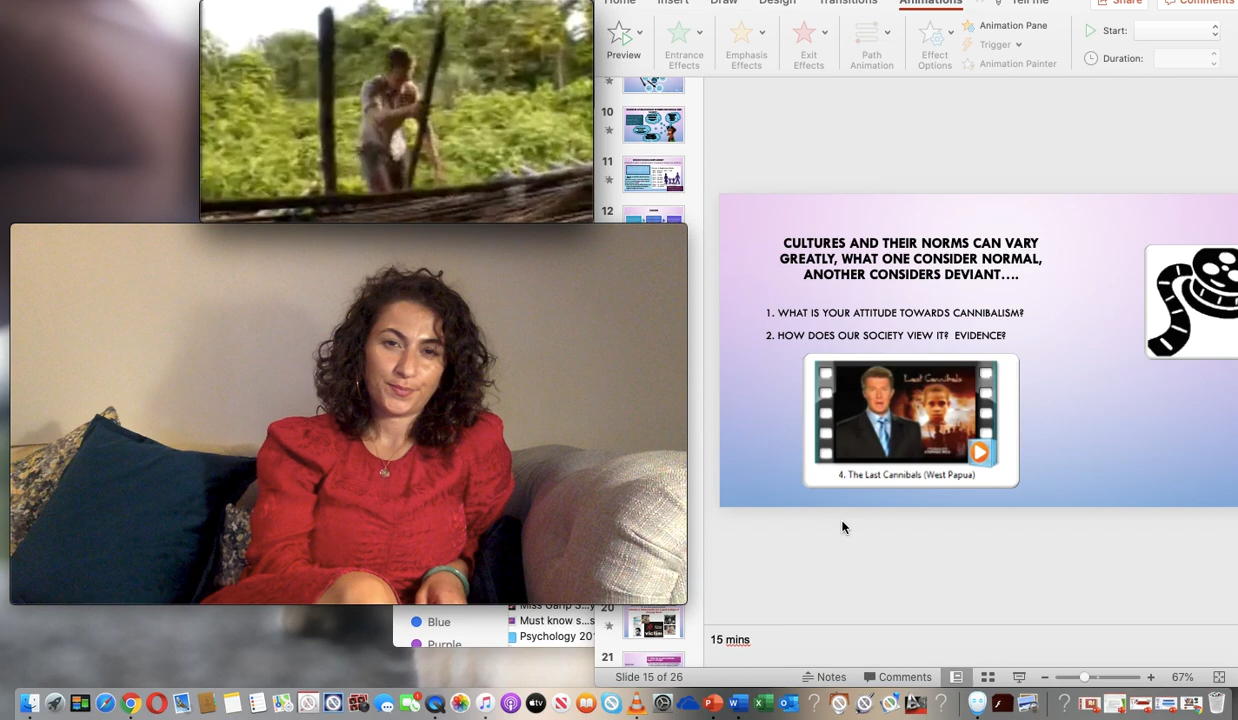 Home Insert Draw Design Transitions Animations Tell me Share Comments
Preview
Entrance
Effects
Emphasis
Effects
Exit
Effects
Path
Animation
Effect
Options
Animation Pane
Trigger
Animation Painter
Start:
Duration:
10
11
12
CULTURES AND THEIR NORMS CAN VARY
GREATLY, WHAT ONE CONSIDER NORMAL,
ANOTHER CONSIDERS DEVIANT....
1. WHAT IS YOUR ATTITUDE TOWARDS CANNIBALISM?
2. HOW DOES OUR SOCIETY VIEW IT? EVIDENCE?
Last Cannibals
4. The Last Cannibals (West Papua)
20
21
Blue
Purple
Miss Garip S...y
Must know s...s
Psychology 20
15 mins
Slide 15 of 26
Notes
Comments
67%
tv